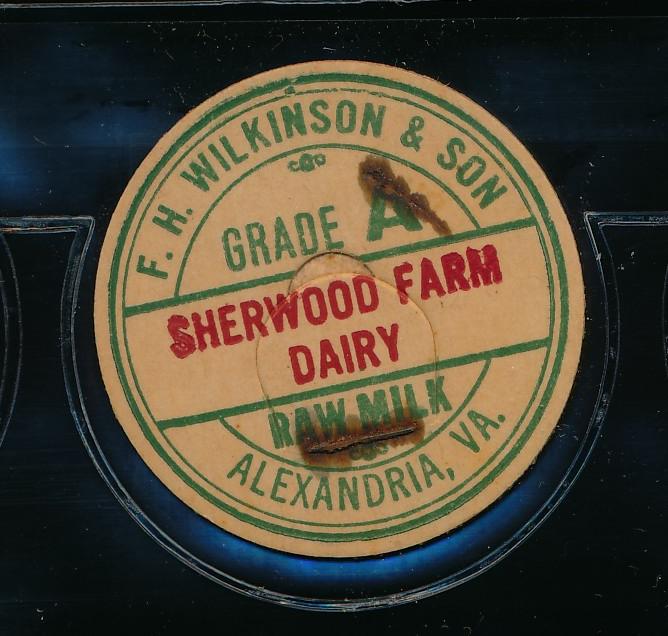 F. H. WILKINSON & SON
GRADE A
SHERWOOD FARM
DAIRY
RAW MILK
ALEXANDRIA, VA.